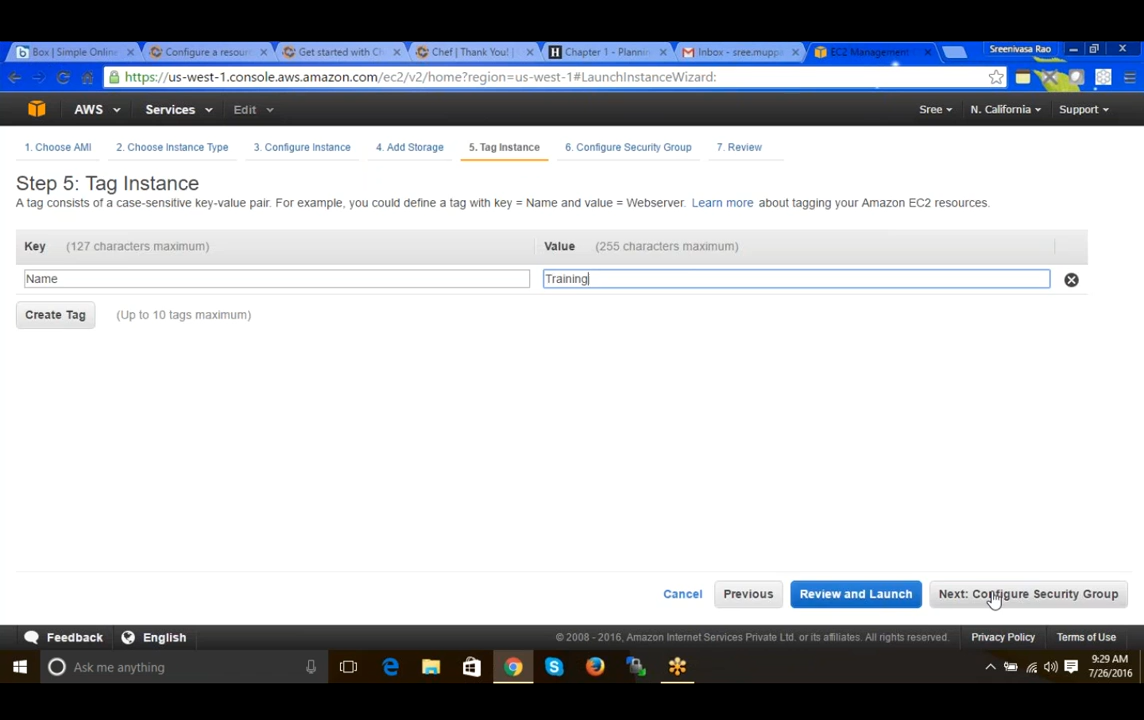 Box | Simple Onlin
Configure a resour
Get started with Ch
Chef | Thank You! |
Chapter 1 - Plannin
Inbox - sree.muppa
EC2 Management
Sreenivasa Rao
https://us-west-1.console.aws.amazon.com/ec2/v2/home?region=us-west-1#LaunchInstanceWizard:
AWS
Services
Edit
Sree
N. California
Support
1. Choose AMI
2. Choose Instance Type
3. Configure Instance
4. Add Storage
5. Tag Instance
6. Configure Security Group
7. Review
Step 5: Tag Instance
A tag consists of a case-sensitive key-value pair. For example, you could define a tag with key = Name and value = Webserver. Learn more about tagging your Amazon EC2 resources.
Key (127 characters maximum)
Value (255 characters maximum)
Name
Training
Create Tag
(Up to 10 tags maximum)
Cancel
Previous
Review and Launch
Next: Configure Security Group
Feedback
English
© 2008 - 2016, Amazon Internet Services Private Ltd. or its affiliates. All rights reserved.
Privacy Policy
Terms of Use
Ask me anything
9:29 AM
7/26/2016